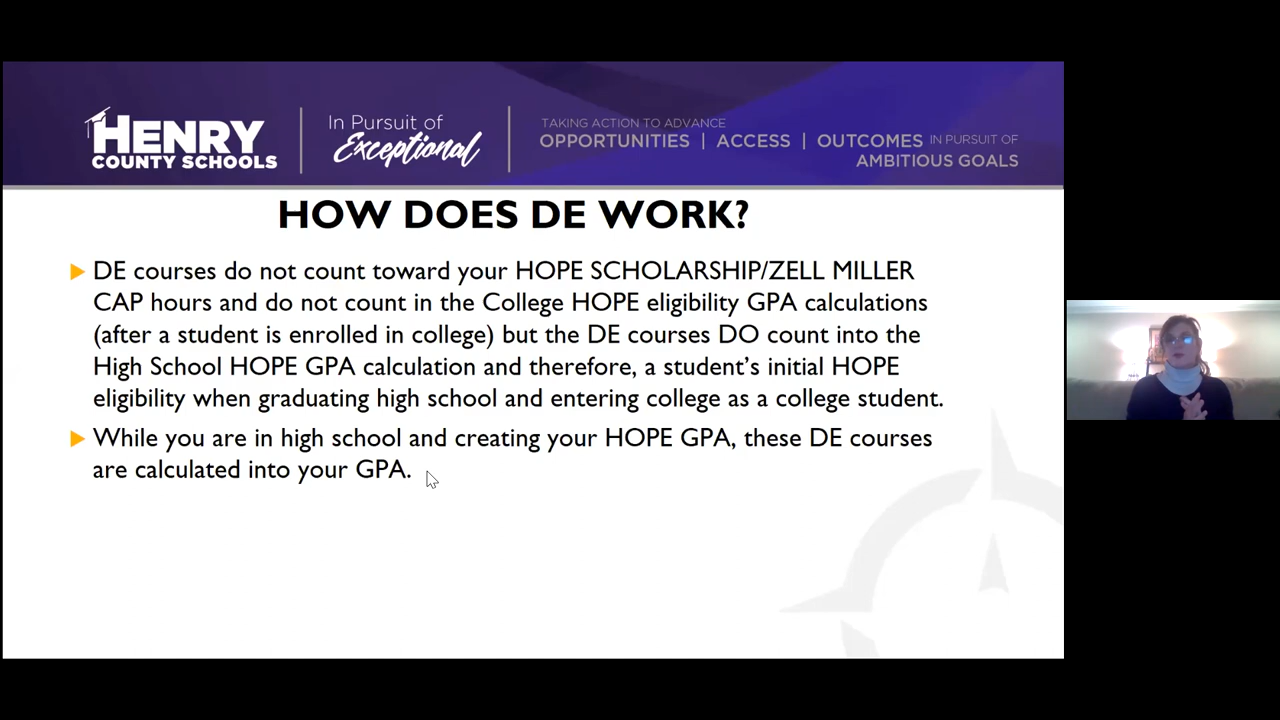 HENRY
COUNTY SCHOOLS
In Pursuit of
Exceptional
TAKING ACTION TO ADVANCE
OPPORTUNITIES | ACCESS | OUTCOMES IN PURSUIT OF
AMBITIOUS GOALS
HOW DOES DE WORK?
DE courses do not count toward your HOPE SCHOLARSHIP/ZELL MILLER
CAP hours and do not count in the College HOPE eligibility GPA calculations
(after a student is enrolled in college) but the DE courses DO count into the
High School HOPE GPA calculation and therefore, a student's initial HOPE
eligibility when graduating high school and entering college as a college student.
While you are in high school and creating your HOPE GPA, these DE courses
are calculated into your GPA.